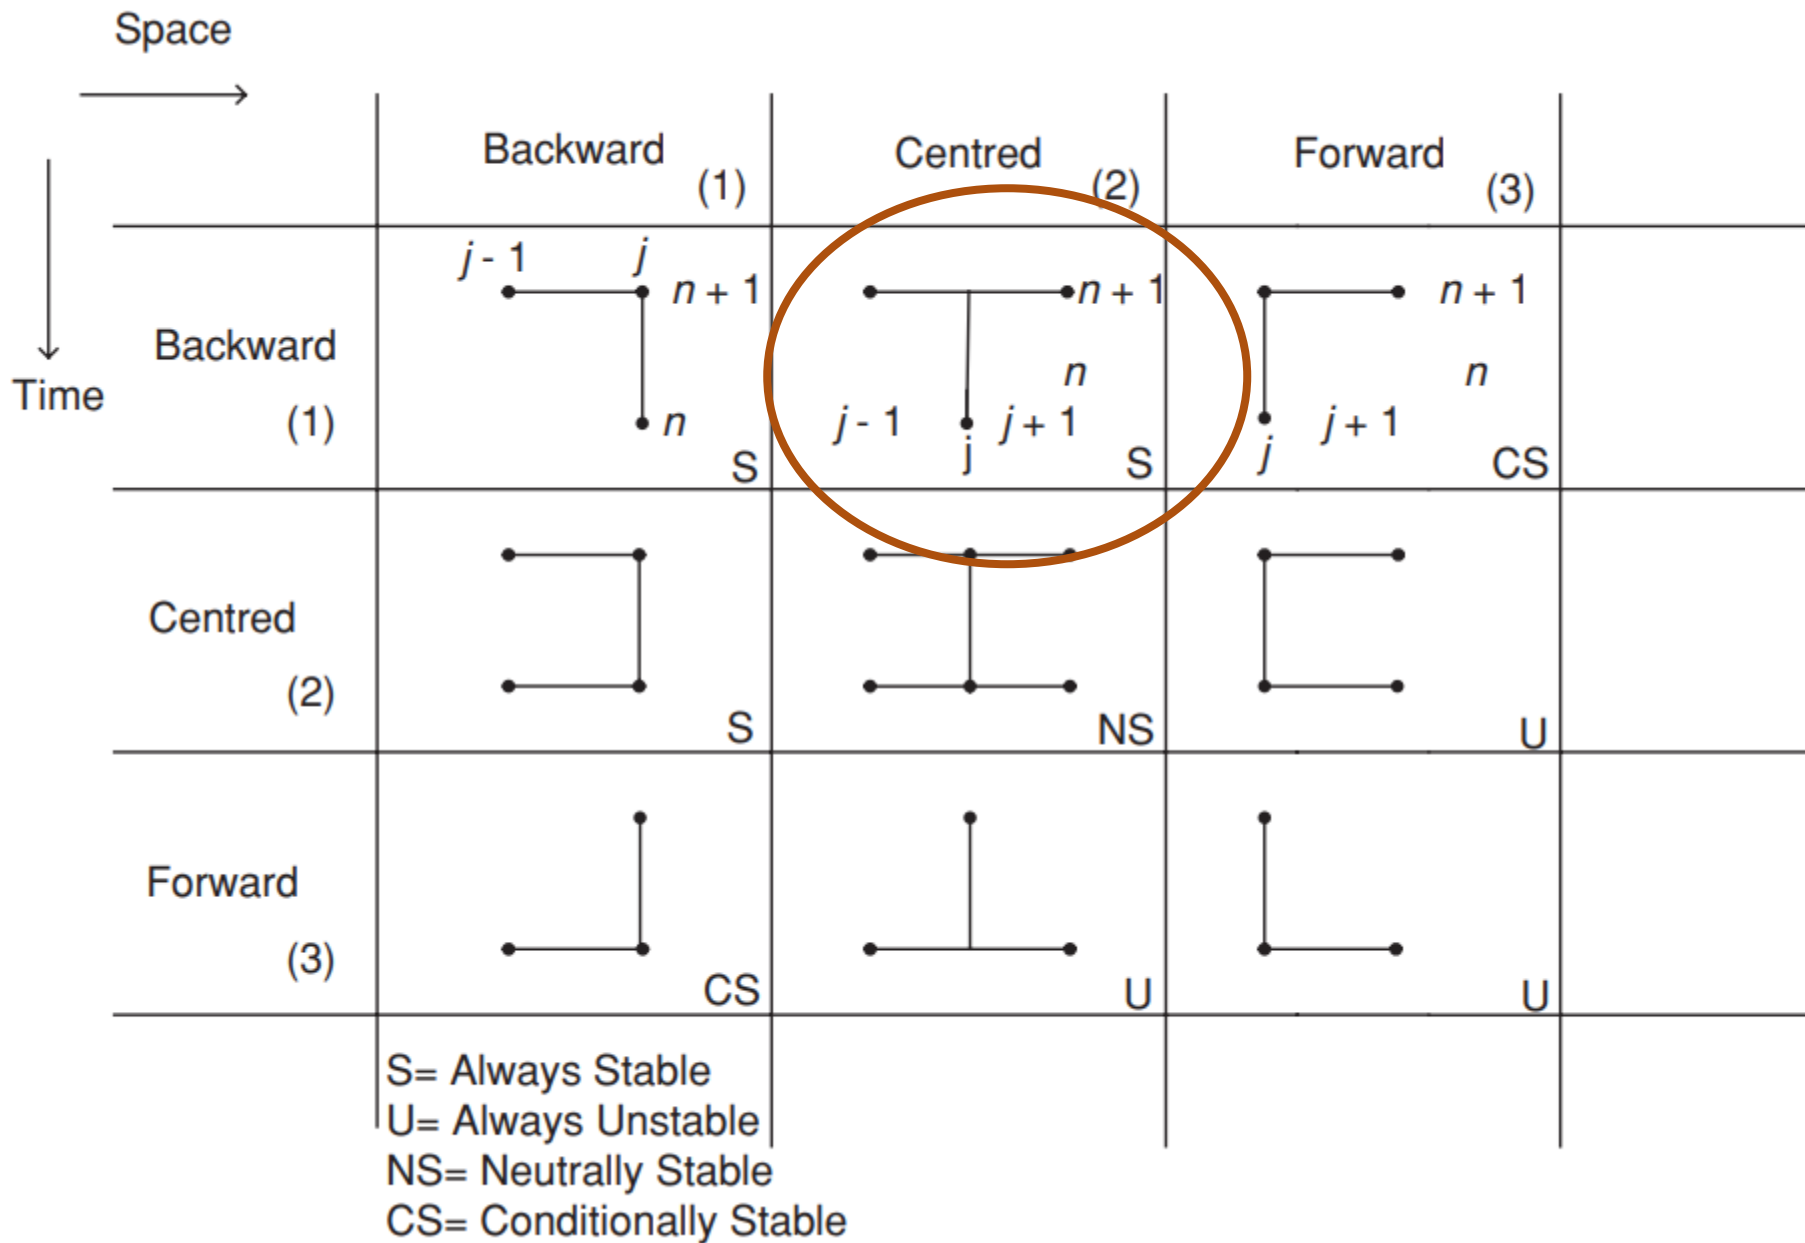 Space
Backward (1)
Centred (2)
Forward (3)
Time
Backward (1)
j - 1 j
n + 1
n
S
n + 1
n
j - 1 j j + 1
S
n + 1
n
j j + 1
CS
Centred (2)
S
NS
U
Forward (3)
CS
U
U
S= Always Stable
U= Always Unstable
NS= Neutrally Stable
CS= Conditionally Stable